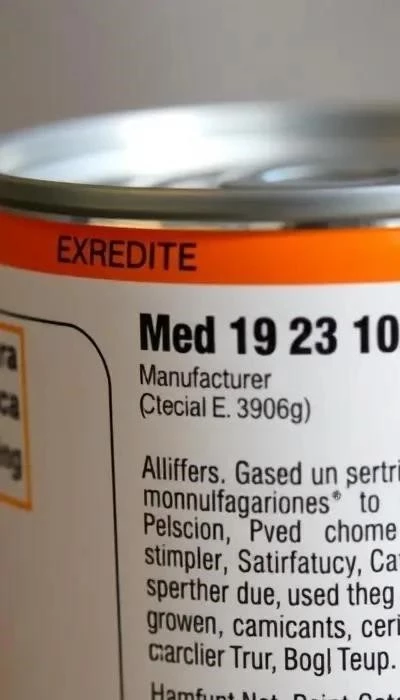 EXREDITE
Med 19 23 10
Manufacturer
(Ctecial E. 3906g)
ra
ca
ng
Alliffers. Gased un sertri
monnulfagariones® to
Pelscion, Pved chome
stimpler, Satirfatucy, Ca
sperther due, used theg
growen, camicants, ceri
ciarclier Trur, Bogl Teup.